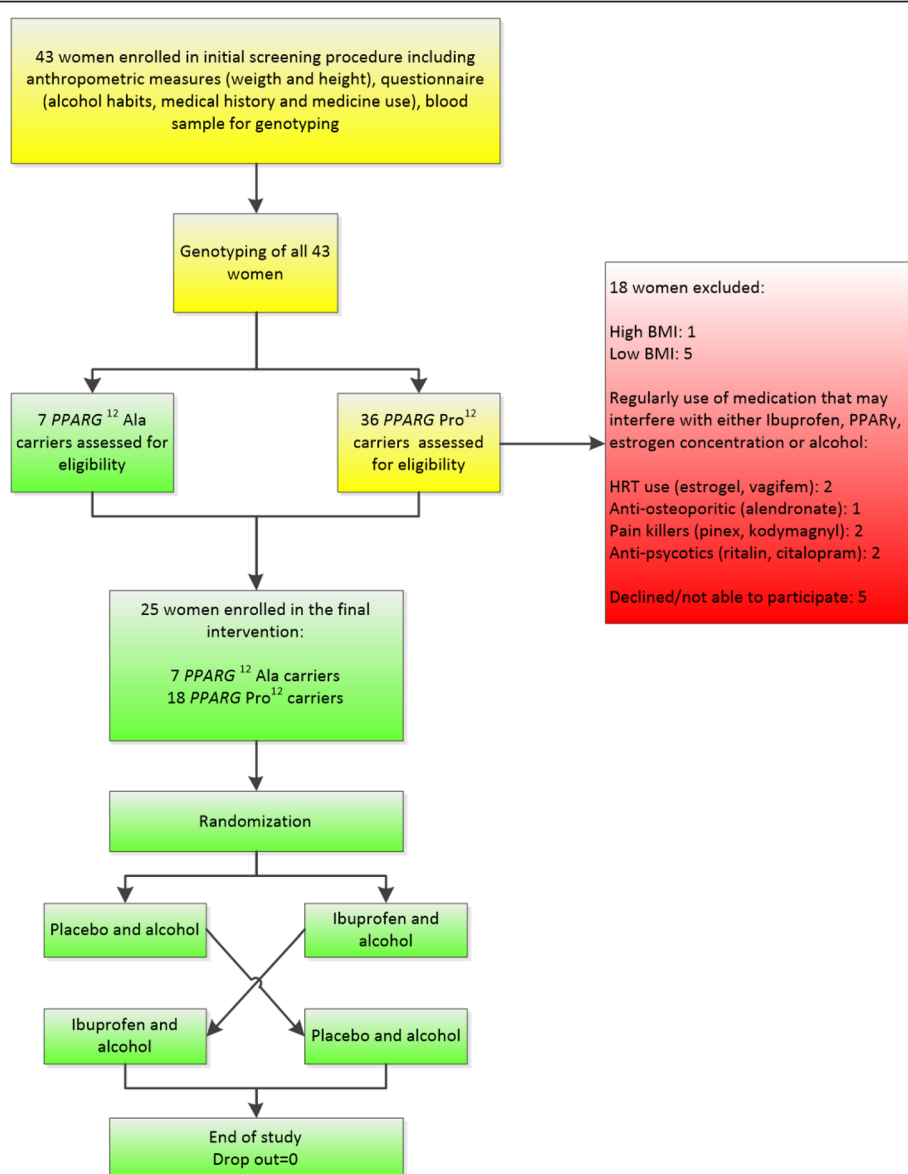 43 women enrolled in initial screening procedure including
anthropometric measures (weigth and height), questionnaire
(alcohol habits, medical history and medicine use), blood
sample for genotyping
Genotyping of all 43
women
7 PPARG ¹² Ala
carriers assessed for
eligibility
36 PPARG Pro¹²
carriers assessed
for eligibility
18 women excluded:
High BMI: 1
Low BMI: 5
Regularly use of medication that may
interfere with either Ibuprofen, PPARγ,
estrogen concentration or alcohol:
HRT use (estrogel, vagifem): 2
Anti-osteoporitic (alendronate): 1
Pain killers (pinex, kodymagnyl): 2
Anti-psycotics (ritalin, citalopram): 2
Declined/not able to participate: 5
25 women enrolled in the final
intervention:
7 PPARG ¹² Ala carriers
18 PPARG Pro¹² carriers
Randomization
Placebo and alcohol
Ibuprofen and
alcohol
Ibuprofen and
alcohol
Placebo and alcohol
End of study
Drop out=0